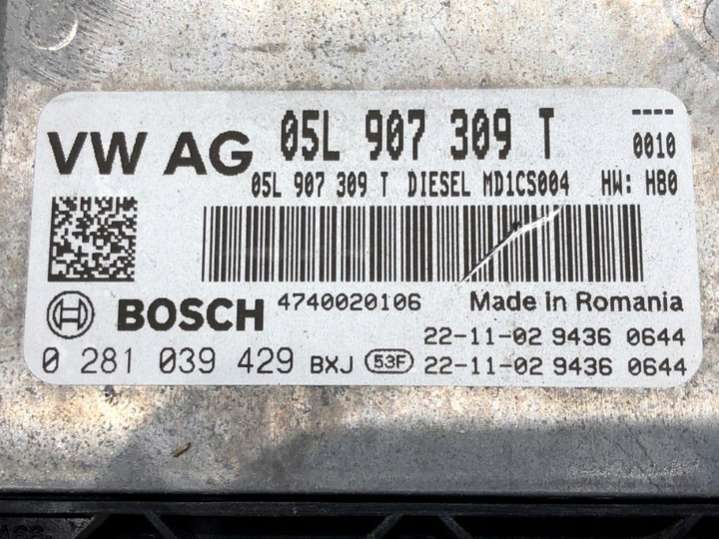 VW AG 05L 907 309 T ----
0010
05L 907 309 T DIESEL MD1CS004 HW: H80
BOSCH 4740020106 Made in Romania
22-11-02 9436 0644
0 281 039 429 BXJ 53F 22-11-02 9436 0644